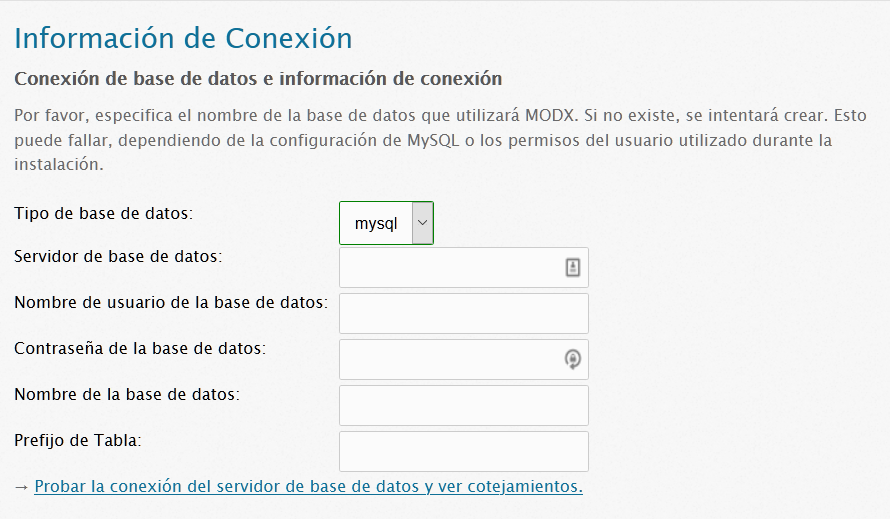 Información de Conexión
Conexión de base de datos e información de conexión
Por favor, especifica el nombre de la base de datos que utilizará MODX. Si no existe, se intentará crear. Esto
puede fallar, dependiendo de la configuración de MySQL o los permisos del usuario utilizado durante la
instalación.
Tipo de base de datos:
mysql
Servidor de base de datos:
Nombre de usuario de la base de datos:
Contraseña de la base de datos:
Nombre de la base de datos:
Prefijo de Tabla:
→ Probar la conexión del servidor de base de datos y ver cotejamientos.